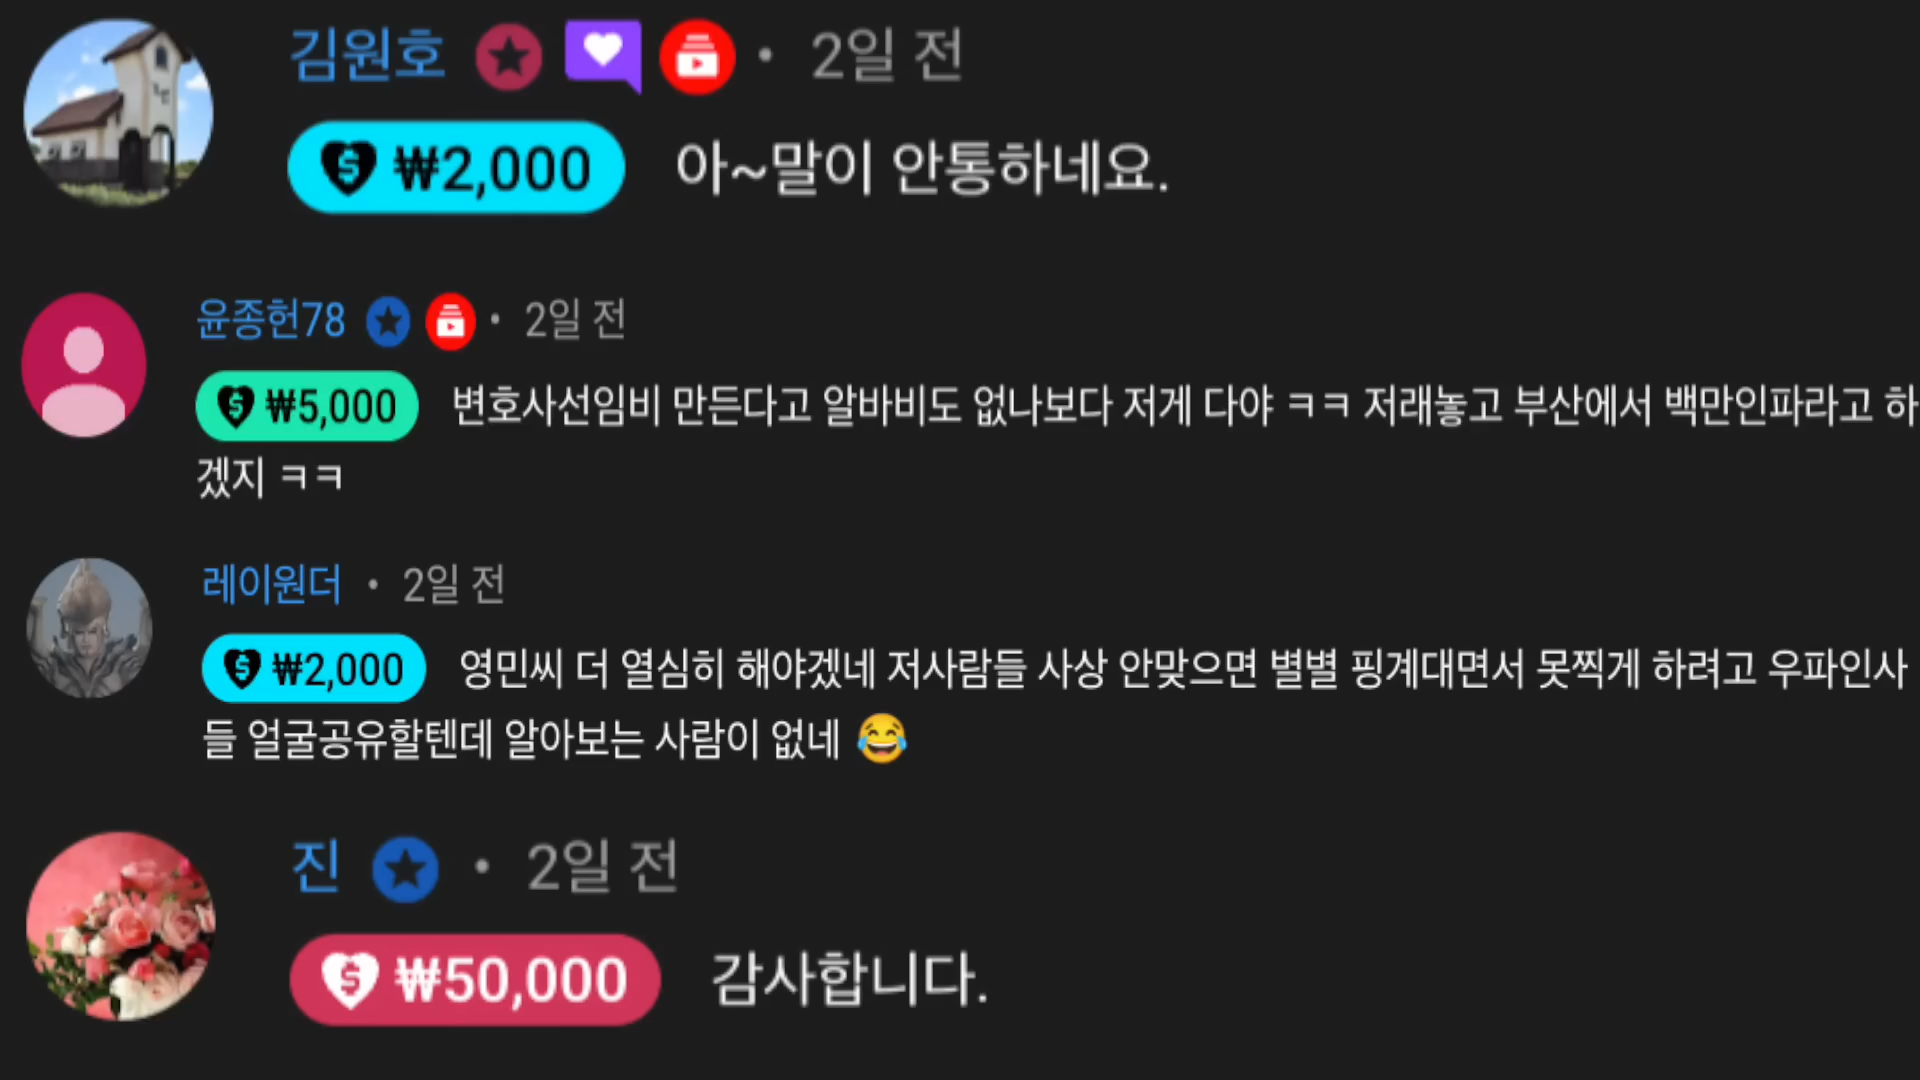 김원호 • 2일 전
₩2,000 아~말이 안통하네요.
윤종헌78 • 2일 전
₩5,000 변호사선임비 만든다고 알바비도 없나보다 저게 다야 ㅋㅋ 저래놓고 부산에서 백만인파라고 하
겠지 ㅋㅋ
레이원더 • 2일 전
₩2,000 영민씨 더 열심히 해야겠네 저사람들 사상 안맞으면 별별 핑계대면서 못찍게 하려고 우파인사
들 얼굴공유할텐데 알아보는 사람이 없네 😂
진 • 2일 전
₩50,000 감사합니다.